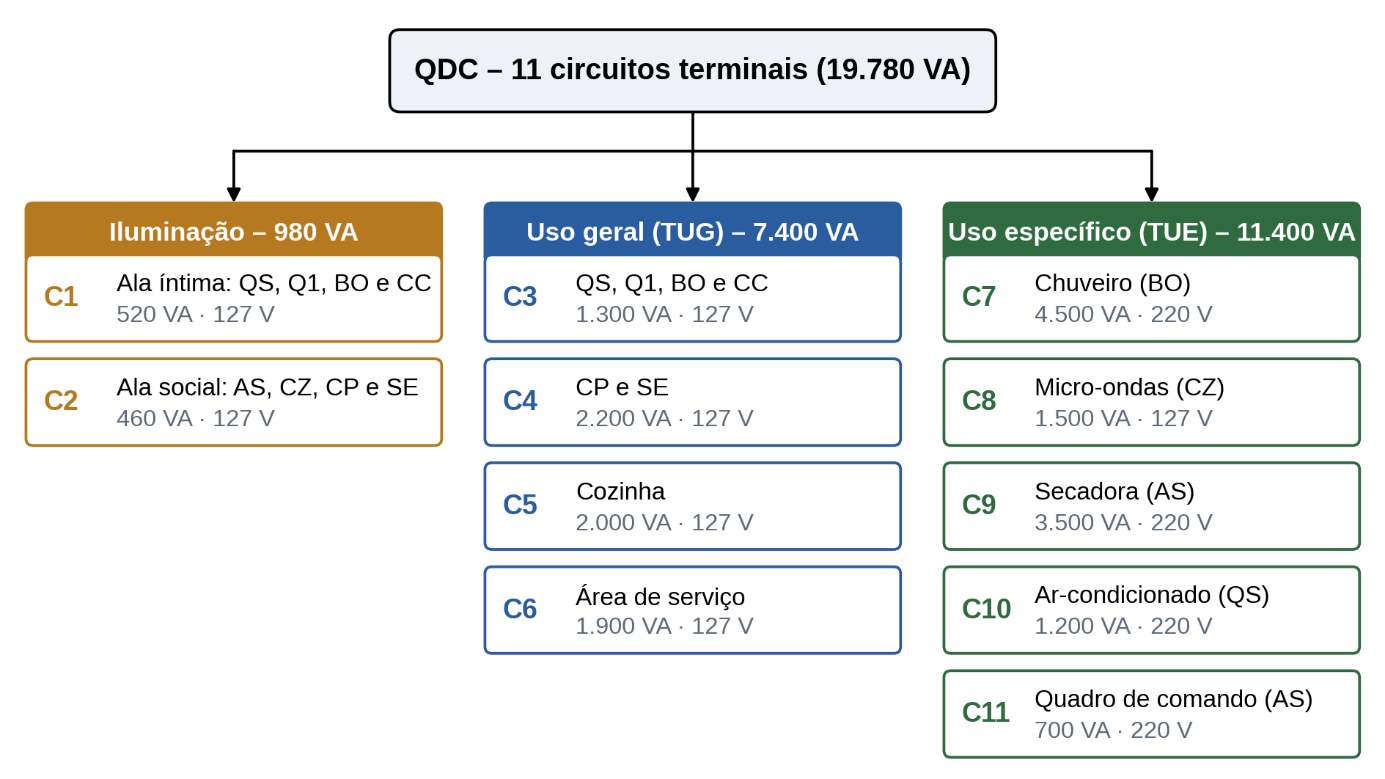 QDC – 11 circuitos terminais (19.780 VA)
Iluminação – 980 VA
C1
Ala íntima: QS, Q1, BO e CC
520 VA · 127 V
C2
Ala social: AS, CZ, CP e SE
460 VA · 127 V
Uso geral (TUG) – 7.400 VA
C3
QS, Q1, BO e CC
1.300 VA · 127 V
C4
CP e SE
2.200 VA · 127 V
C5
Cozinha
2.000 VA · 127 V
C6
Área de serviço
1.900 VA · 127 V
Uso específico (TUE) – 11.400 VA
C7
Chuveiro (BO)
4.500 VA · 220 V
C8
Micro-ondas (CZ)
1.500 VA · 127 V
C9
Secadora (AS)
3.500 VA · 220 V
C10
Ar-condicionado (QS)
1.200 VA · 220 V
C11
Quadro de comando (AS)
700 VA · 220 V